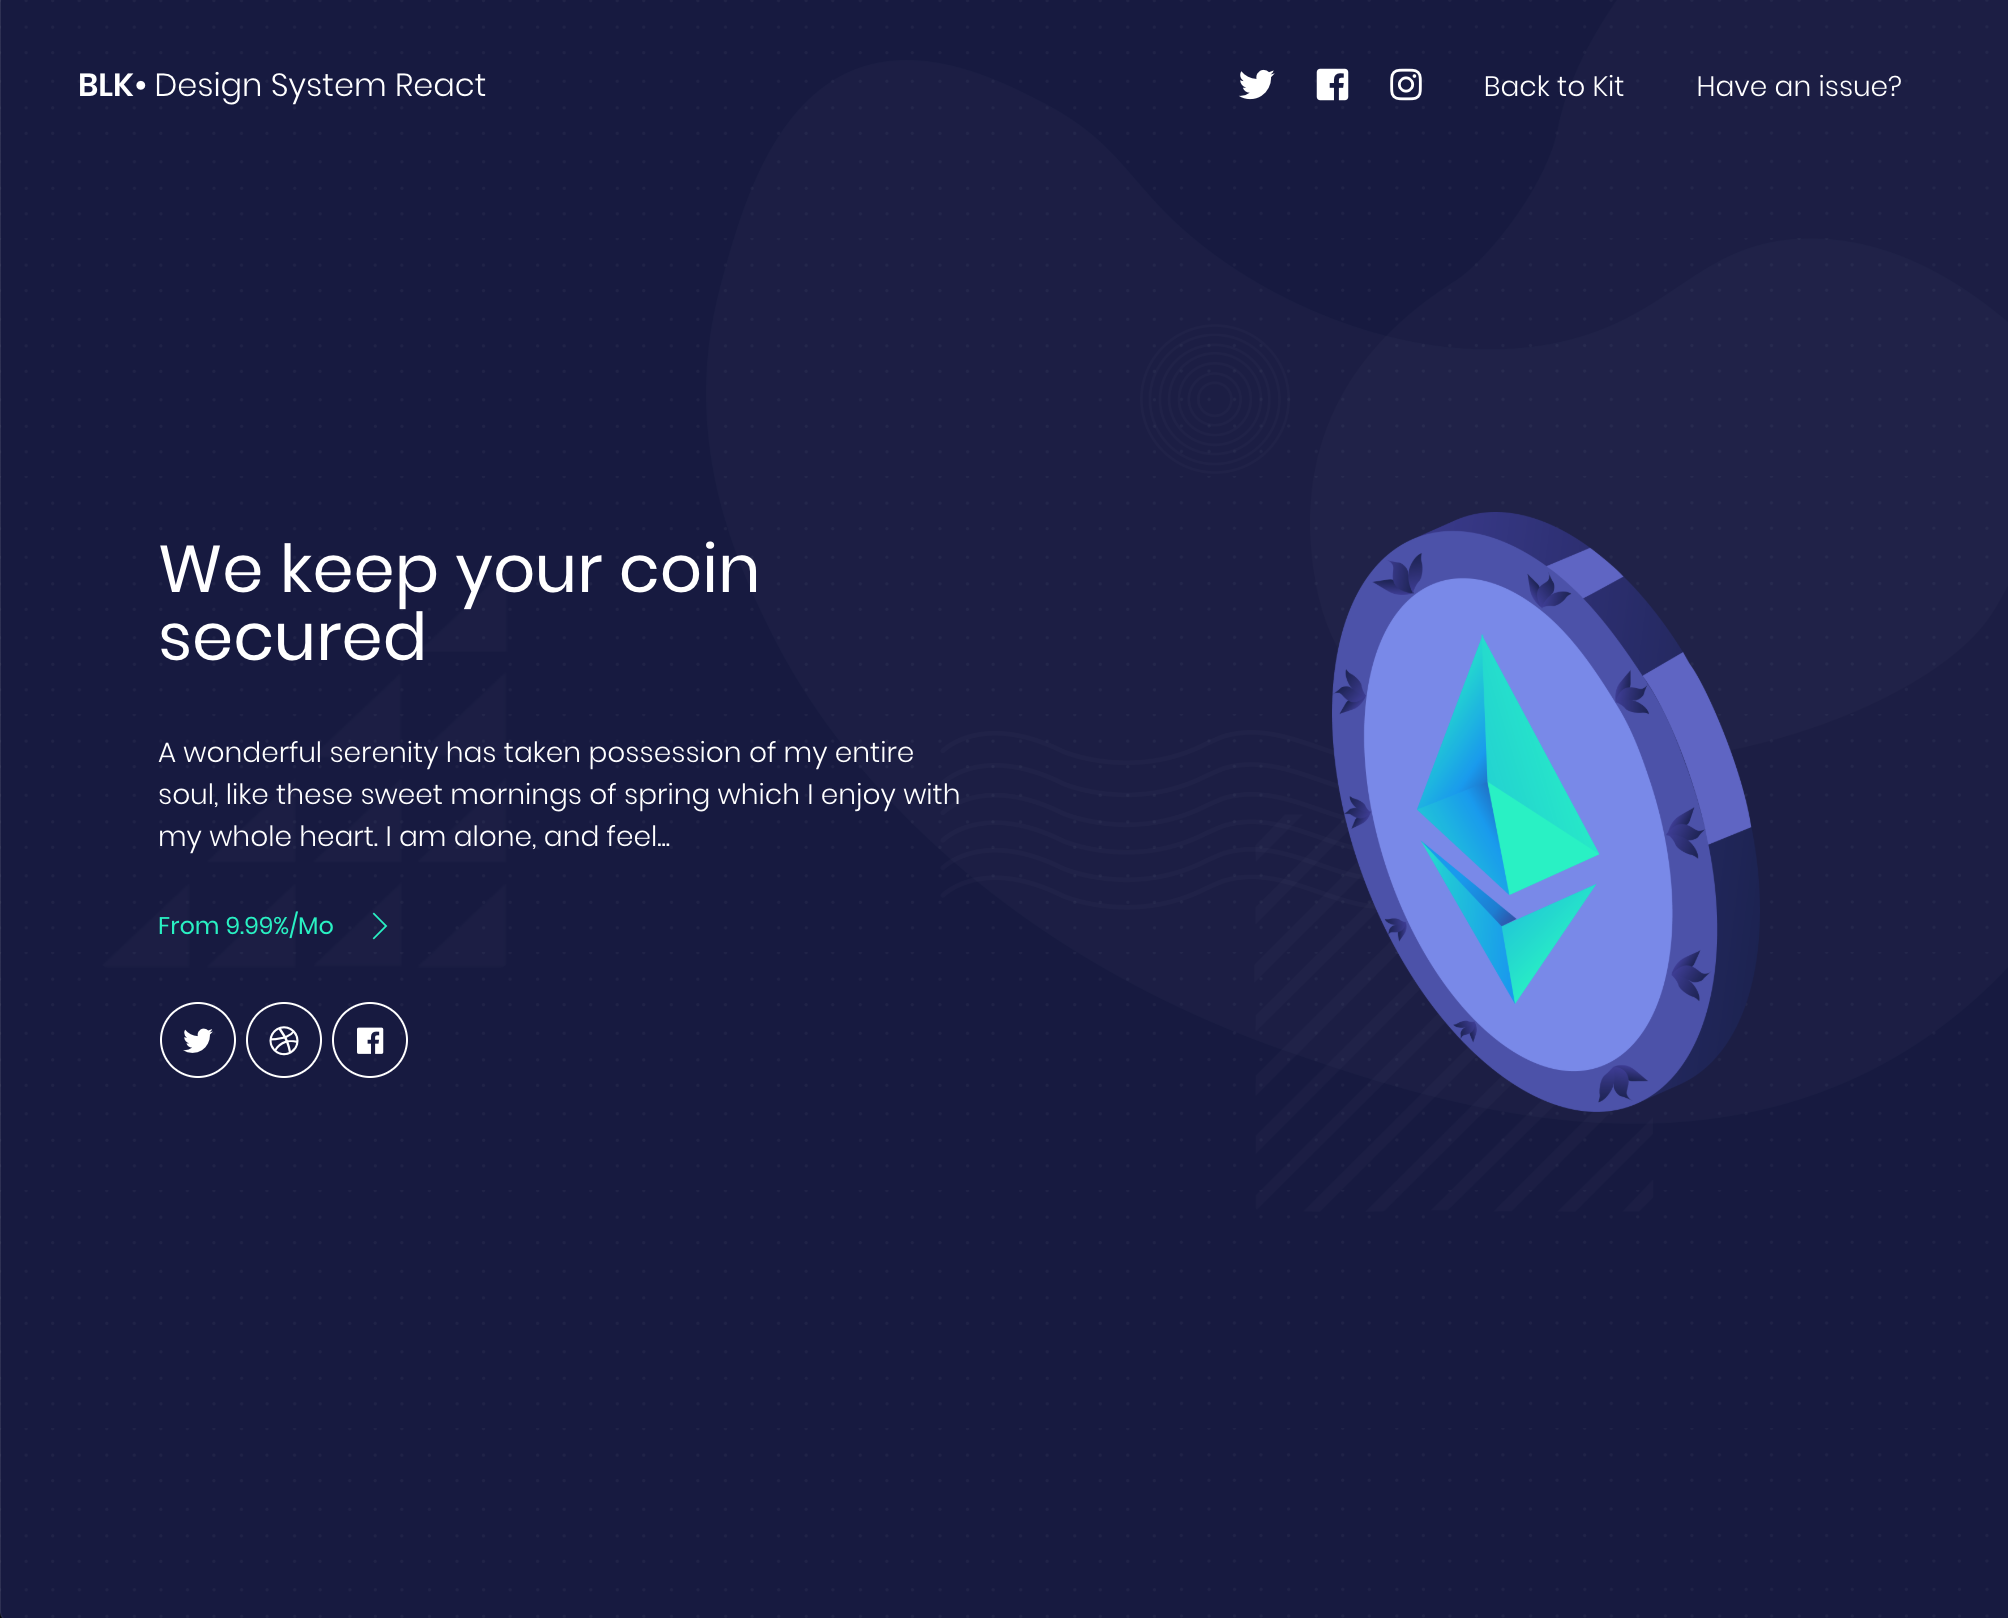 BLK• Design System React
Back to Kit
Have an issue?
We keep your coin
secured
A wonderful serenity has taken possession of my entire
soul, like these sweet mornings of spring which I enjoy with
my whole heart. I am alone, and feel...
From 9.99%/Mo